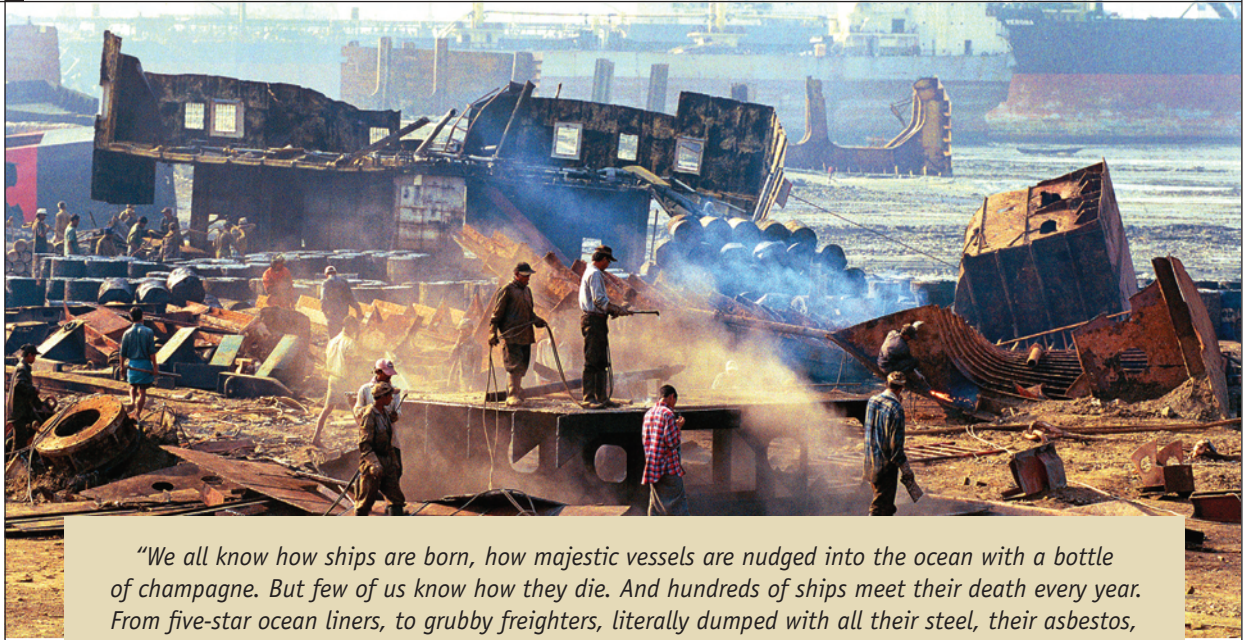 VERONA
“We all know how ships are born, how majestic vessels are nudged into the ocean with a bottle
of champagne. But few of us know how they die. And hundreds of ships meet their death every year.
From five-star ocean liners, to grubby freighters, literally dumped with all their steel, their asbestos,